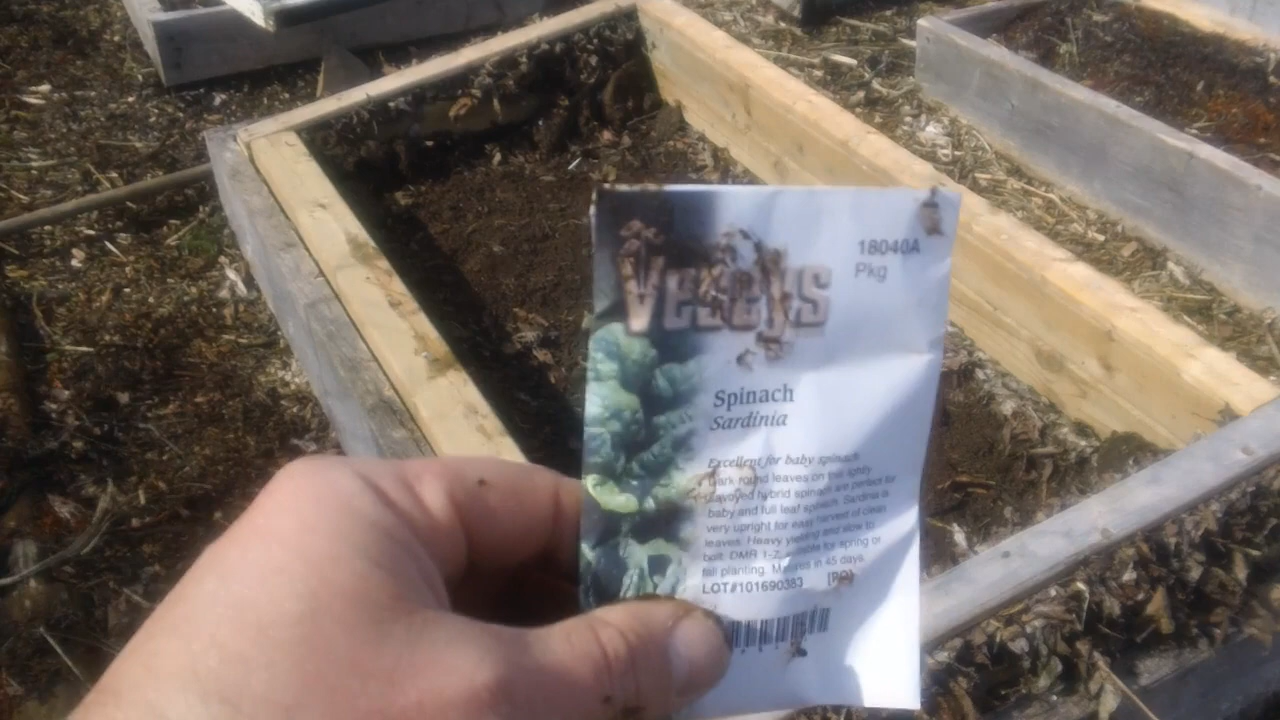 Veseys
18040A
Pkg
Spinach
Sardinia
Excellent for baby spinach
Dark round leaves on this lightly
savoyed hybrid spinach are perfect for
baby and full leaf spinach. Sardinia is
very upright for easy harvest of clean
leaves. Heavy yielding and slow to
bolt. DMR 1-7, suitable for spring or
fall planting. Matures in 45 days.
LOT#101690383